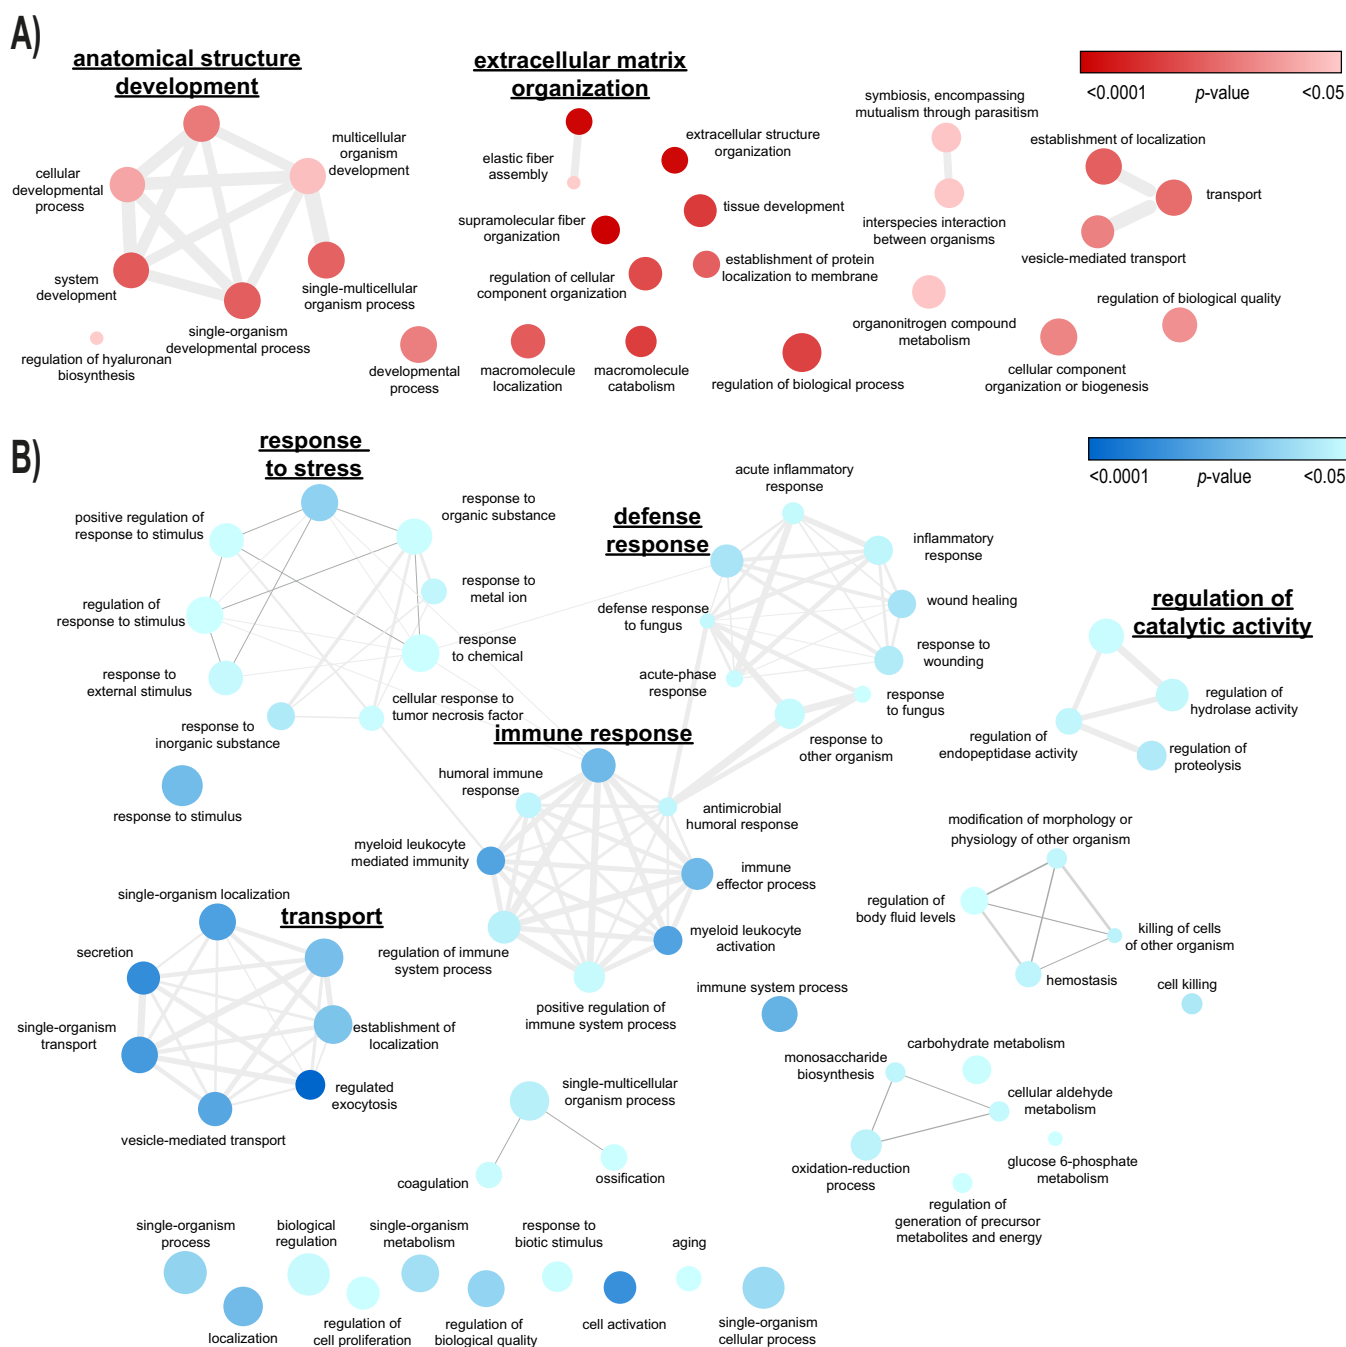 A)
anatomical structure
development
extracellular matrix
organization
<0.0001 p-value <0.05
multicellular
organism
development
cellular
developmental
process
system
development
single-multicellular
organism process
single-organism
developmental process
regulation of hyaluronan
biosynthesis
elastic fiber
assembly
extracellular structure
organization
supramolecular fiber
organization
tissue development
regulation of cellular
component organization
establishment of protein
localization to membrane
developmental
process
macromolecule
localization
macromolecule
catabolism
regulation of biological process
symbiosis, encompassing
mutualism through parasitism
interspecies interaction
between organisms
establishment of localization
transport
vesicle-mediated transport
organonitrogen compound
metabolism
regulation of biological quality
cellular component
organization or biogenesis
B)
response
to stress
<0.0001 p-value <0.05
positive regulation of
response to stimulus
response to
organic substance
response to
metal ion
regulation of
response to stimulus
response
to chemical
response to
external stimulus
cellular response to
tumor necrosis factor
response to
inorganic substance
response to stimulus
defense
response
acute inflammatory
response
inflammatory
response
wound healing
defense response
to fungus
response to
wounding
acute-phase
response
response
to fungus
response to
other organism
regulation of
catalytic activity
regulation of
hydrolase activity
regulation of
endopeptidase activity
regulation of
proteolysis
immune response
humoral immune
response
antimicrobial
humoral response
myeloid leukocyte
mediated immunity
immune
effector process
myeloid leukocyte
activation
regulation of immune
system process
positive regulation of
immune system process
immune system process
modification of morphology or
physiology of other organism
regulation of
body fluid levels
killing of cells
of other organism
hemostasis
cell killing
transport
single-organism localization
secretion
single-organism
transport
establishment of
localization
regulated
exocytosis
vesicle-mediated transport
single-multicellular
organism process
coagulation
ossification
carbohydrate metabolism
monosaccharide
biosynthesis
cellular aldehyde
metabolism
oxidation-reduction
process
glucose 6-phosphate
metabolism
regulation of
generation of precursor
metabolites and energy
single-organism
process
localization
biological
regulation
regulation of
cell proliferation
single-organism
metabolism
regulation of
biological quality
response to
biotic stimulus
cell activation
aging
single-organism
cellular process